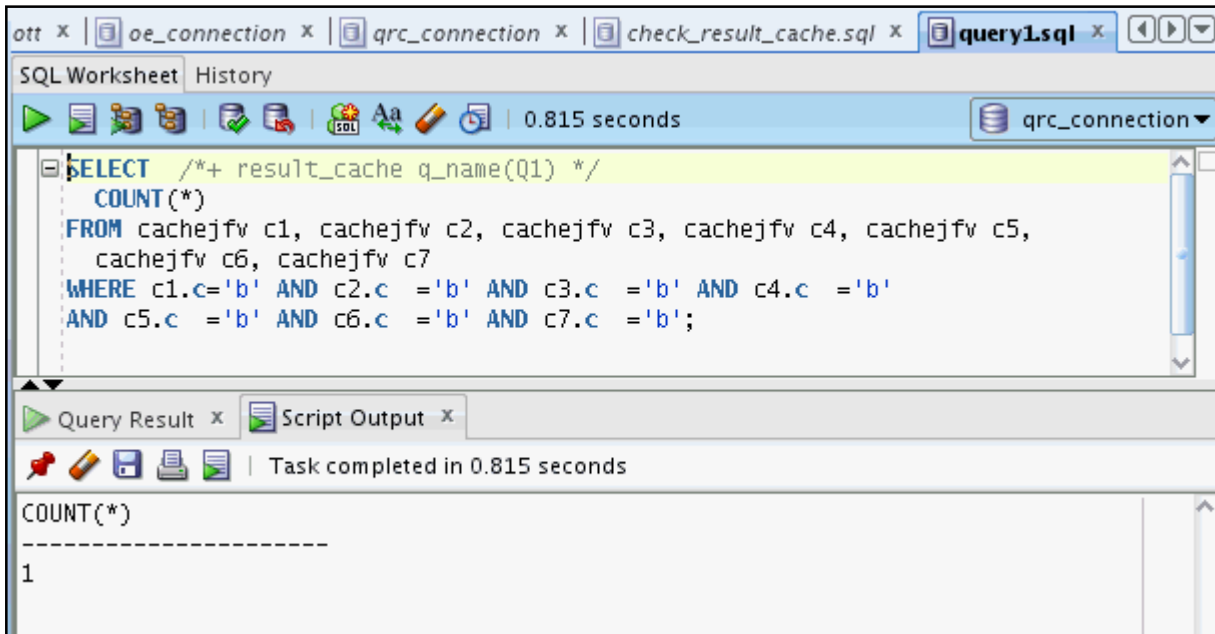 ott x oe_connection x qrc_connection x check_result_cache.sql x query1.sql x
SQL Worksheet History
0.815 seconds qrc_connection
SELECT /*+ result_cache q_name(Q1) */
COUNT(*)
FROM cachejfv c1, cachejfv c2, cachejfv c3, cachejfv c4, cachejfv c5,
cachejfv c6, cachejfv c7
WHERE c1.c='b' AND c2.c ='b' AND c3.c ='b' AND c4.c ='b'
AND c5.c ='b' AND c6.c ='b' AND c7.c ='b';
Query Result x Script Output x
Task completed in 0.815 seconds
COUNT(*)
----------------------
1